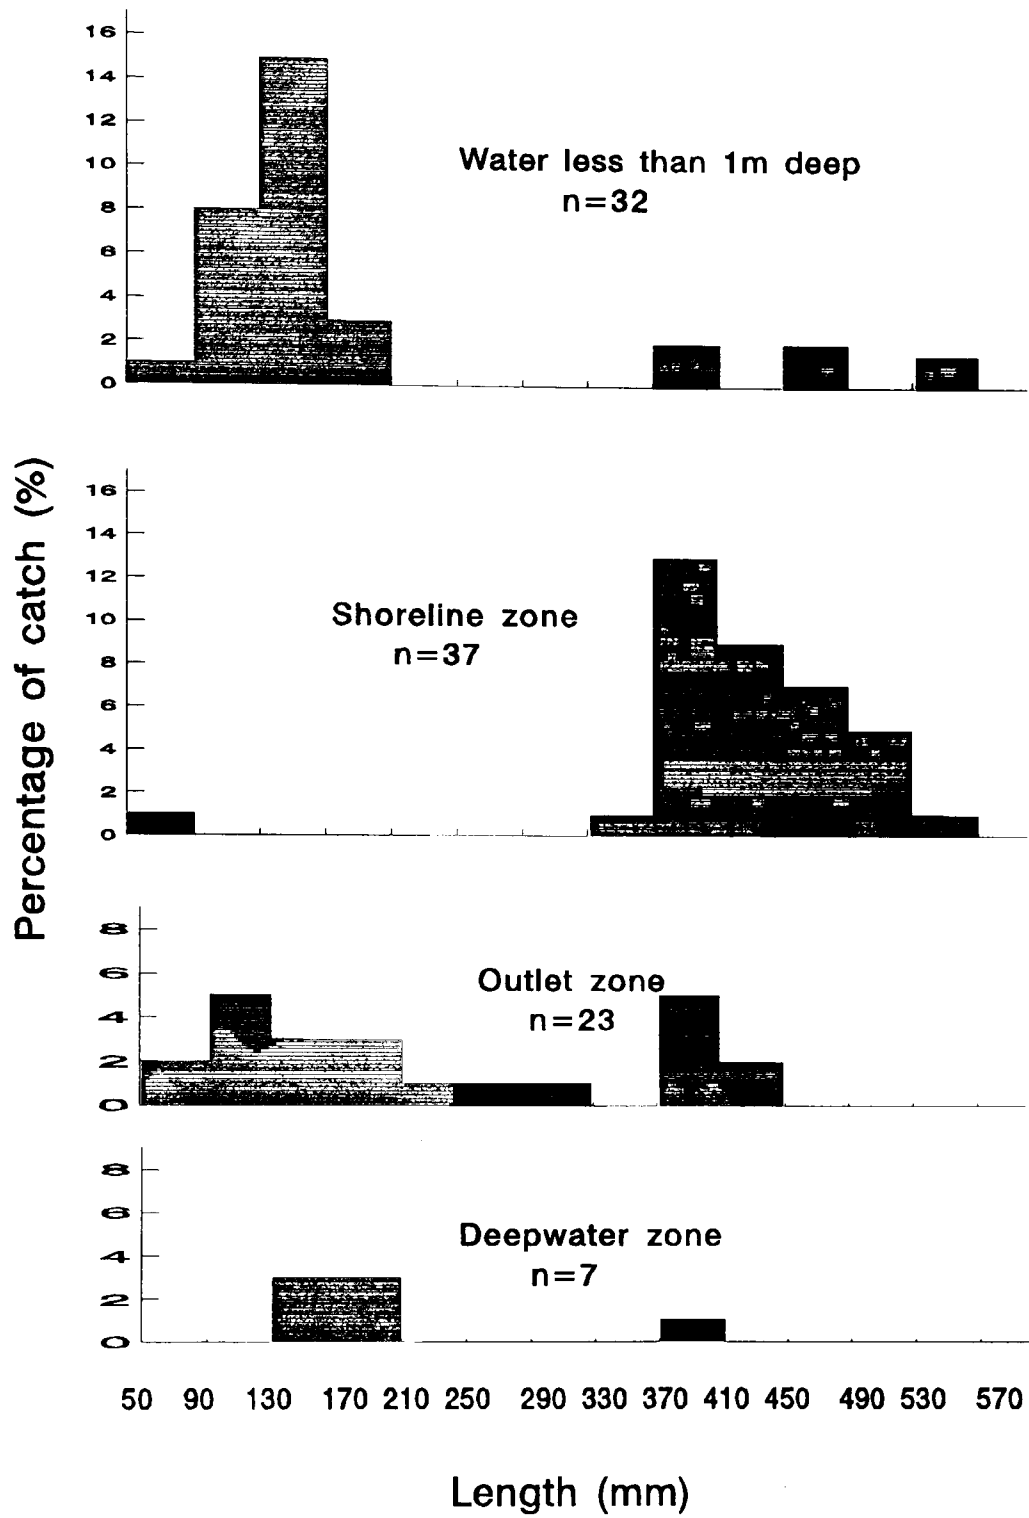 16
14
12
10
8
6
4
2
0
Water less than 1m deep
n=32
Percentage of catch (%)
16
14
12
10
8
6
4
2
0
Shoreline zone
n=37
8
6
4
2
0
Outlet zone
n=23
8
6
4
2
0
Deepwater zone
n=7
50 90 130 170 210 250 290 330 370 410 450 490 530 570
Length (mm)